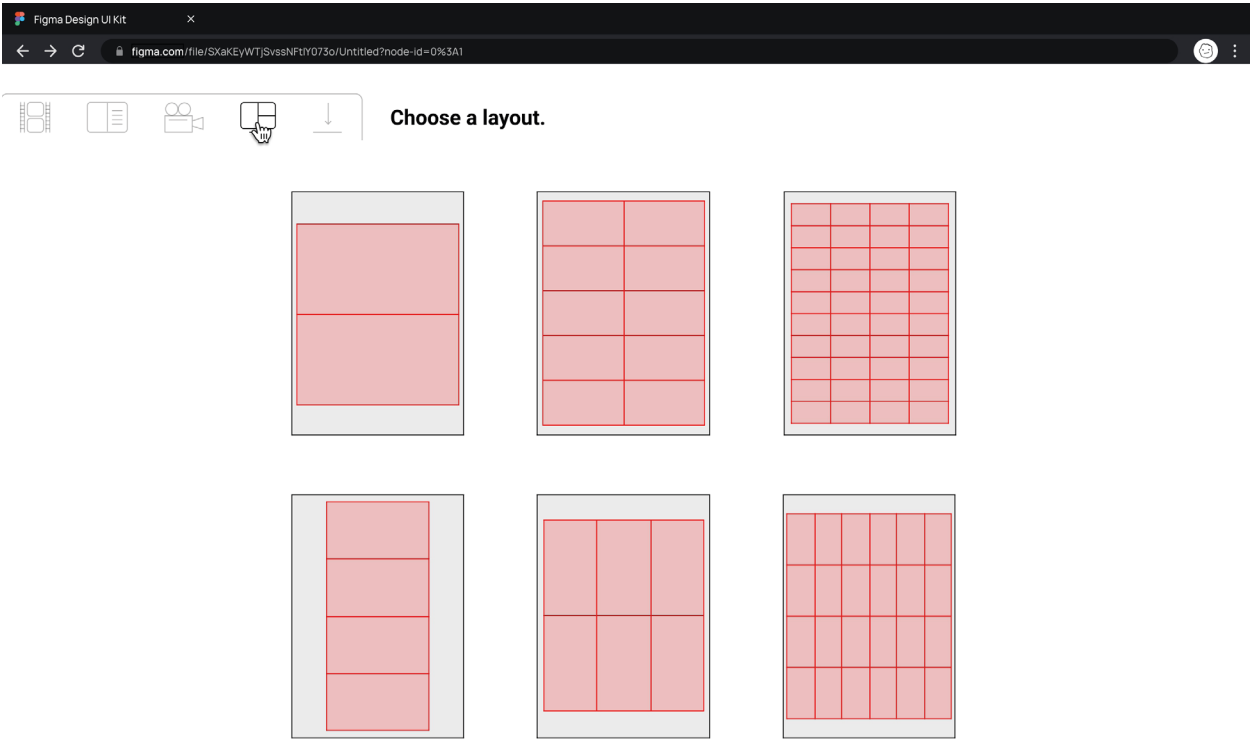 Figma Design UI Kit
figma.com/file/SXaKEyWTjSvssNFtlY073o/Untitled?node-id=0%3A1
Choose a layout.